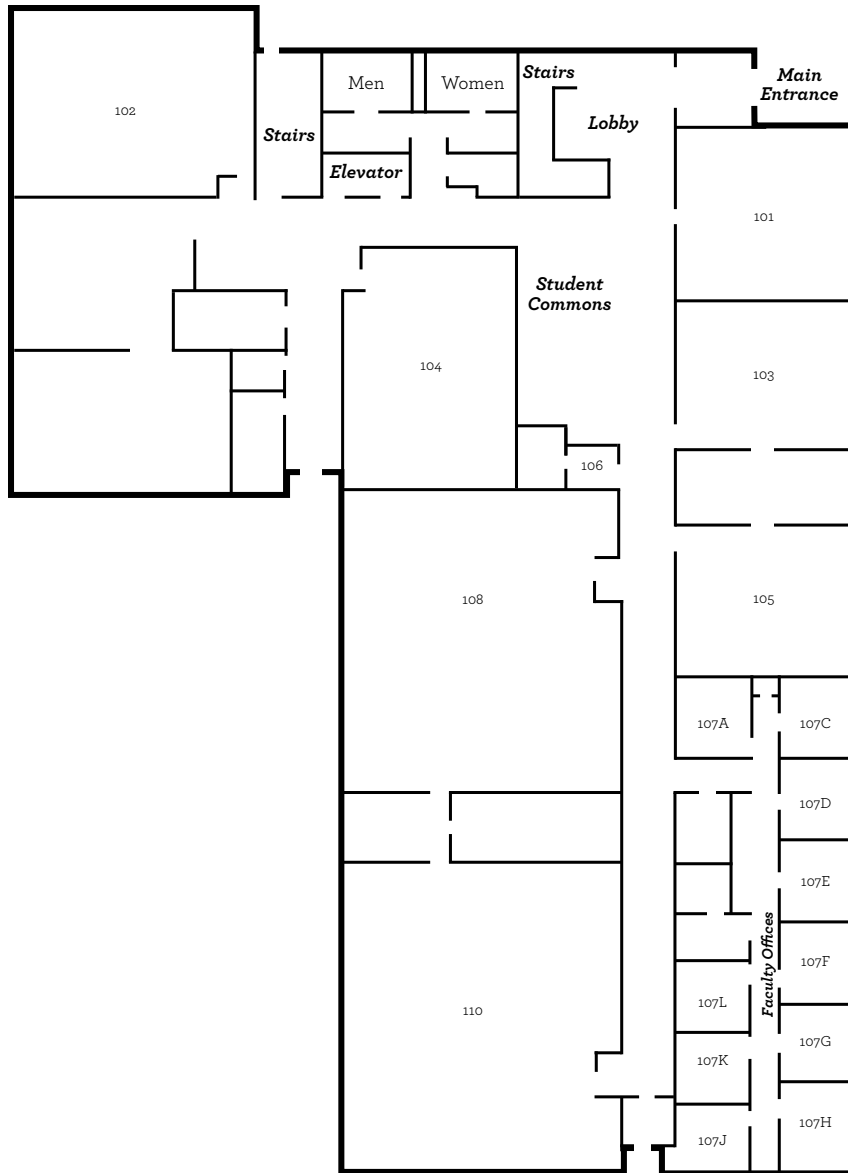 Men
Women
Stairs
Main
Entrance
102
Stairs
Lobby
Elevator
101
Student
Commons
104
103
106
108
105
107A
107C
107D
107E
Faculty Offices
107F
107L
110
107G
107K
107H
107J